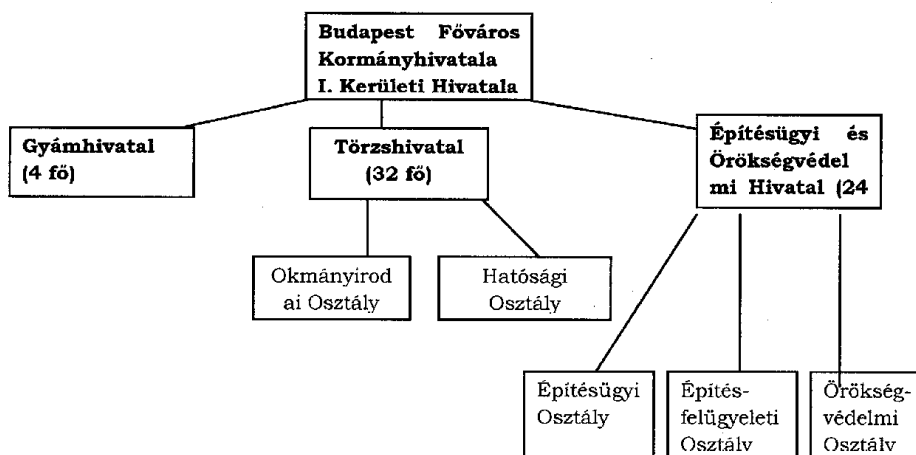 Budapest Főváros
Kormányhivatala
I. Kerületi Hivatala
Gyámhivatal
(4 fő)
Törzshivatal
(32 fő)
Építésügyi és
Örökségvédel
mi Hivatal (24
Okmányirod
ai Osztály
Hatósági
Osztály
Építésügyi
Osztály
Építés-
felügyeleti
Osztály
Örökség-
védelmi
Osztály